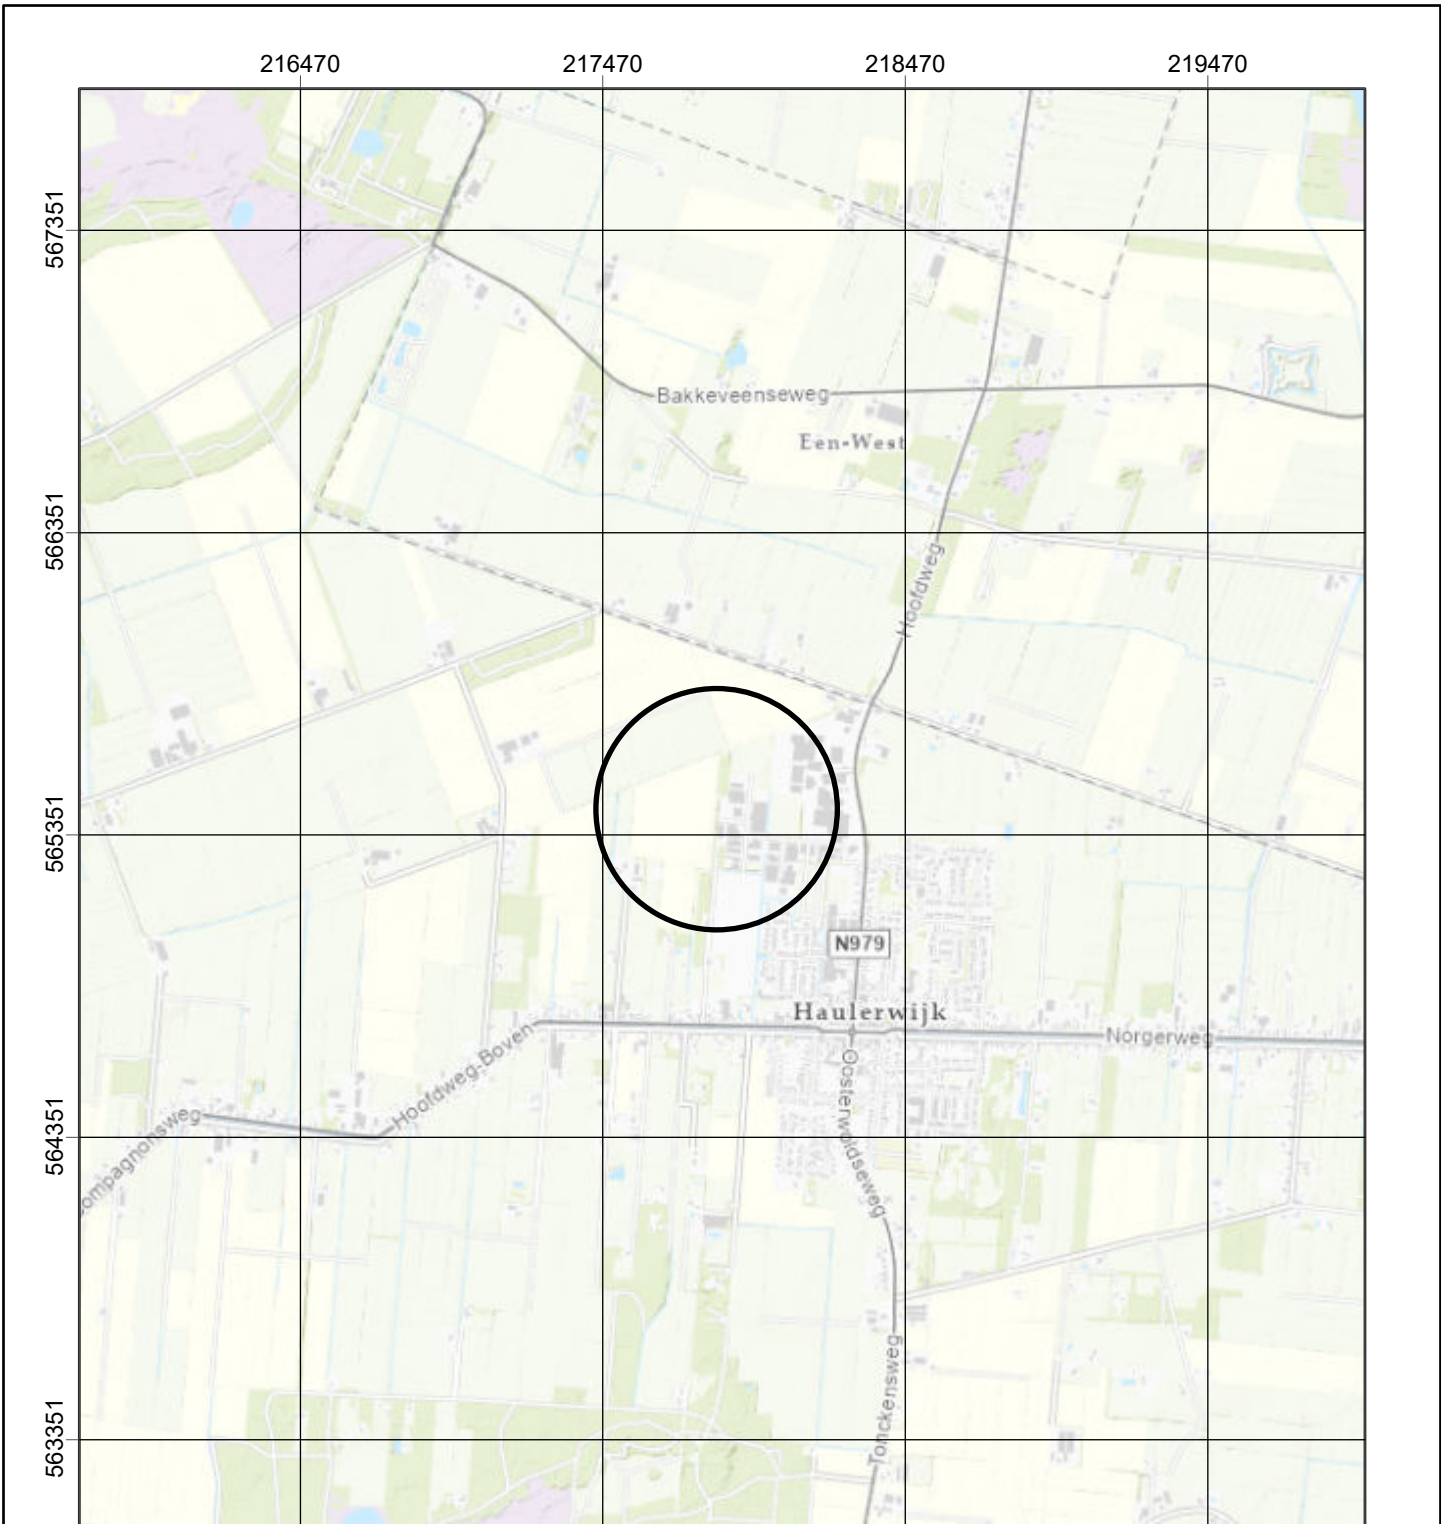 216470 217470 218470 219470
567351
Bakkeveenseweg
Een-West
566351
Hoofdweg
565351
N979
Haulerwijk
Norgerweg
Hoofdweg-Boven
Oosterwoldseweg
564351
ompagnonsweg
Tonckensweg
563351